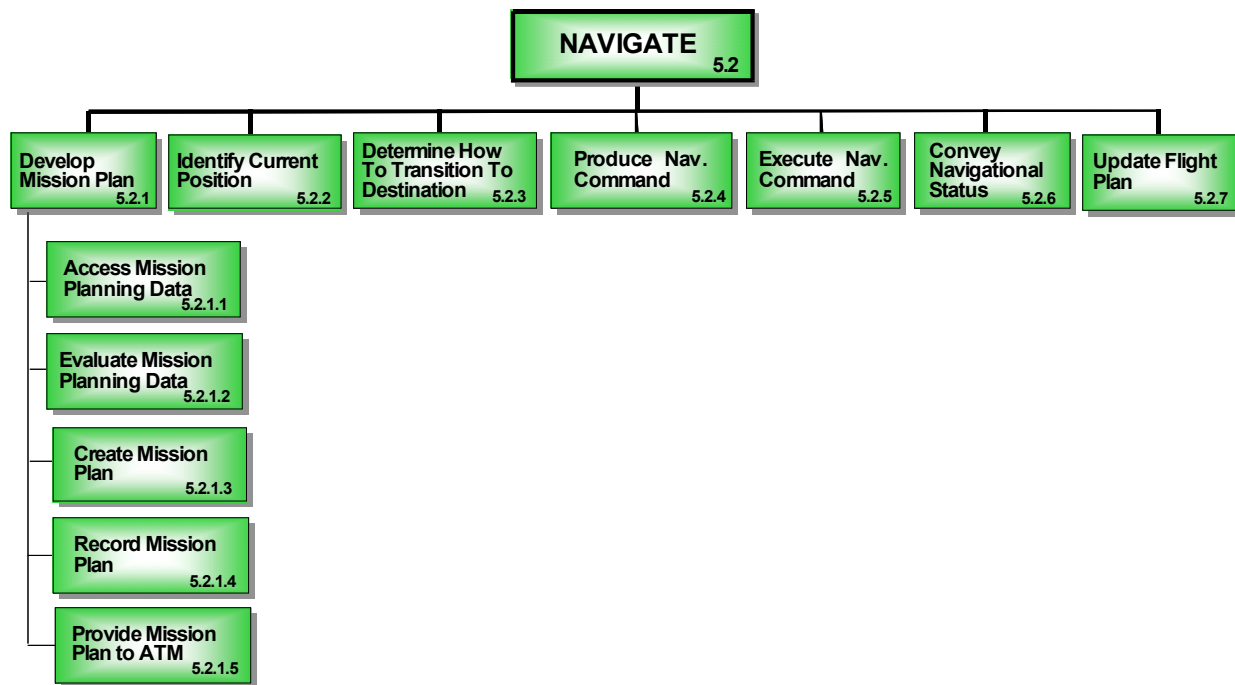 NAVIGATE
5.2
Develop
Mission Plan
5.2.1
Identify Current
Position
5.2.2
Determine How
To Transition To
Destination
5.2.3
Produce Nav.
Command
5.2.4
Execute Nav.
Command
5.2.5
Convey
Navigational
Status
5.2.6
Update Flight
Plan
5.2.7
Access Mission
Planning Data
5.2.1.1
Evaluate Mission
Planning Data
5.2.1.2
Create Mission
Plan
5.2.1.3
Record Mission
Plan
5.2.1.4
Provide Mission
Plan to ATM
5.2.1.5